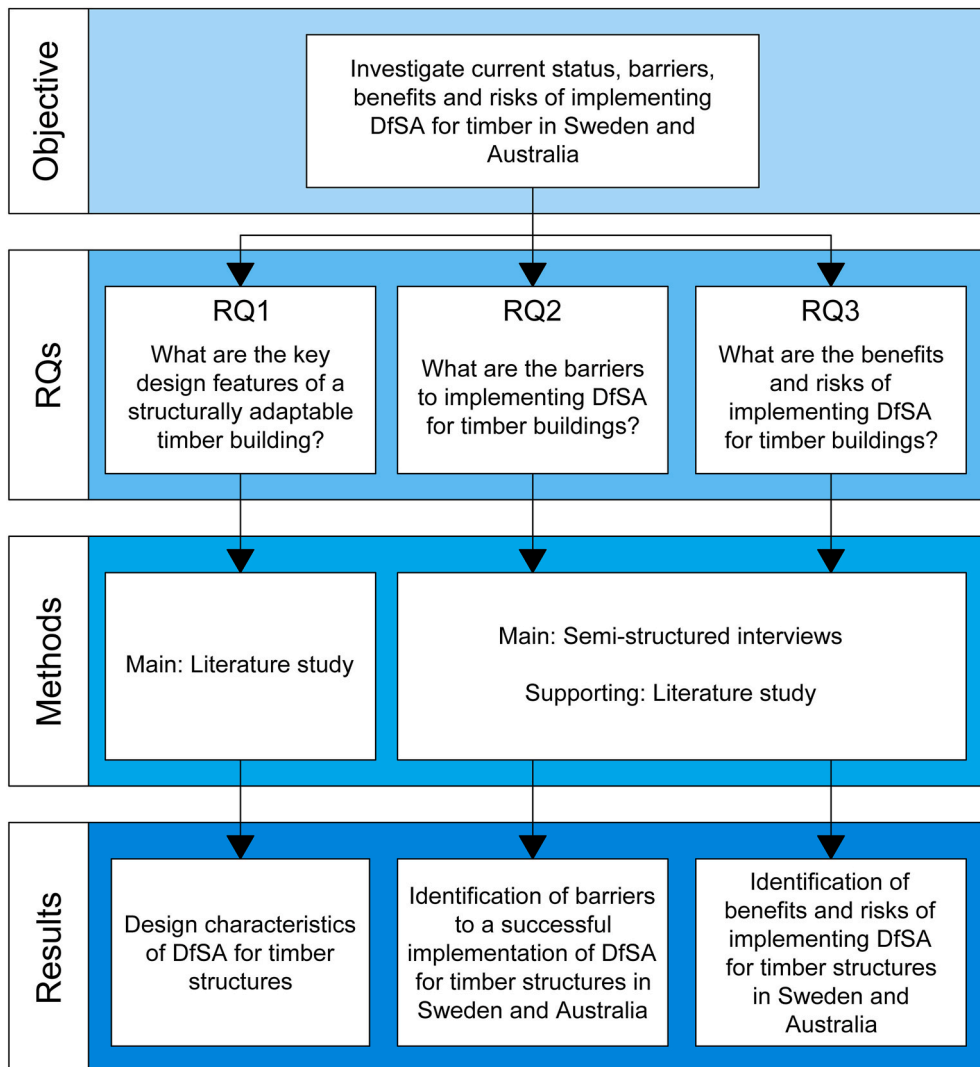 Objective
Investigate current status, barriers,
benefits and risks of implementing
DfSA for timber in Sweden and
Australia
RQs
RQ1
What are the key
design features of a
structurally adaptable
timber building?
RQ2
What are the barriers
to implementing DfSA
for timber buildings?
RQ3
What are the benefits
and risks of
implementing DfSA
for timber buildings?
Methods
Main: Literature study
Main: Semi-structured interviews
Supporting: Literature study
Results
Design characteristics
of DfSA for timber
structures
Identification of barriers
to a successful
implementation of DfSA
for timber structures in
Sweden and Australia
Identification of
benefits and risks of
implementing DfSA
for timber structures
in Sweden and
Australia